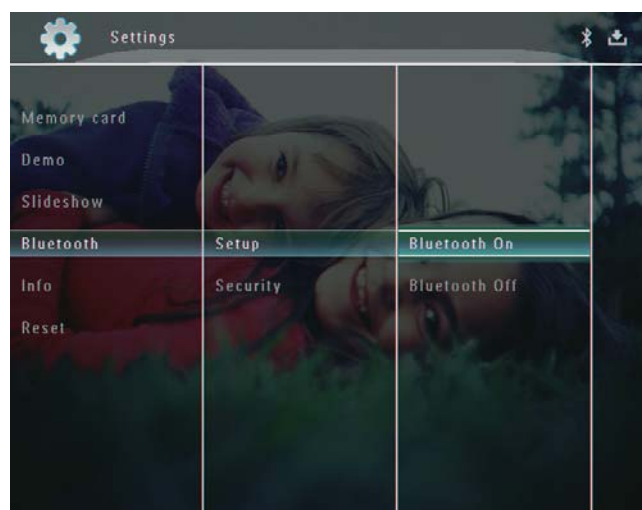 Settings
Memory card
Demo
Slideshow
Bluetooth
Info
Reset
Setup
Security
Bluetooth On
Bluetooth Off